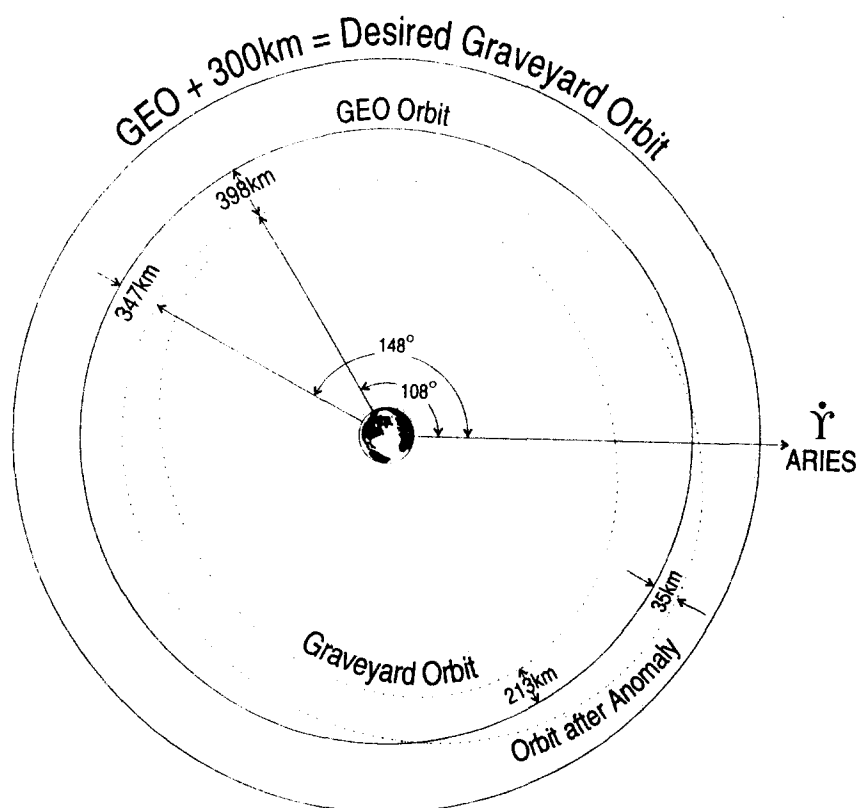 GEO + 300km = Desired Graveyard Orbit
GEO Orbit
398km
347km
148°
108°
ϓ
ARIES
35km
Graveyard Orbit
213km
Orbit after Anomaly